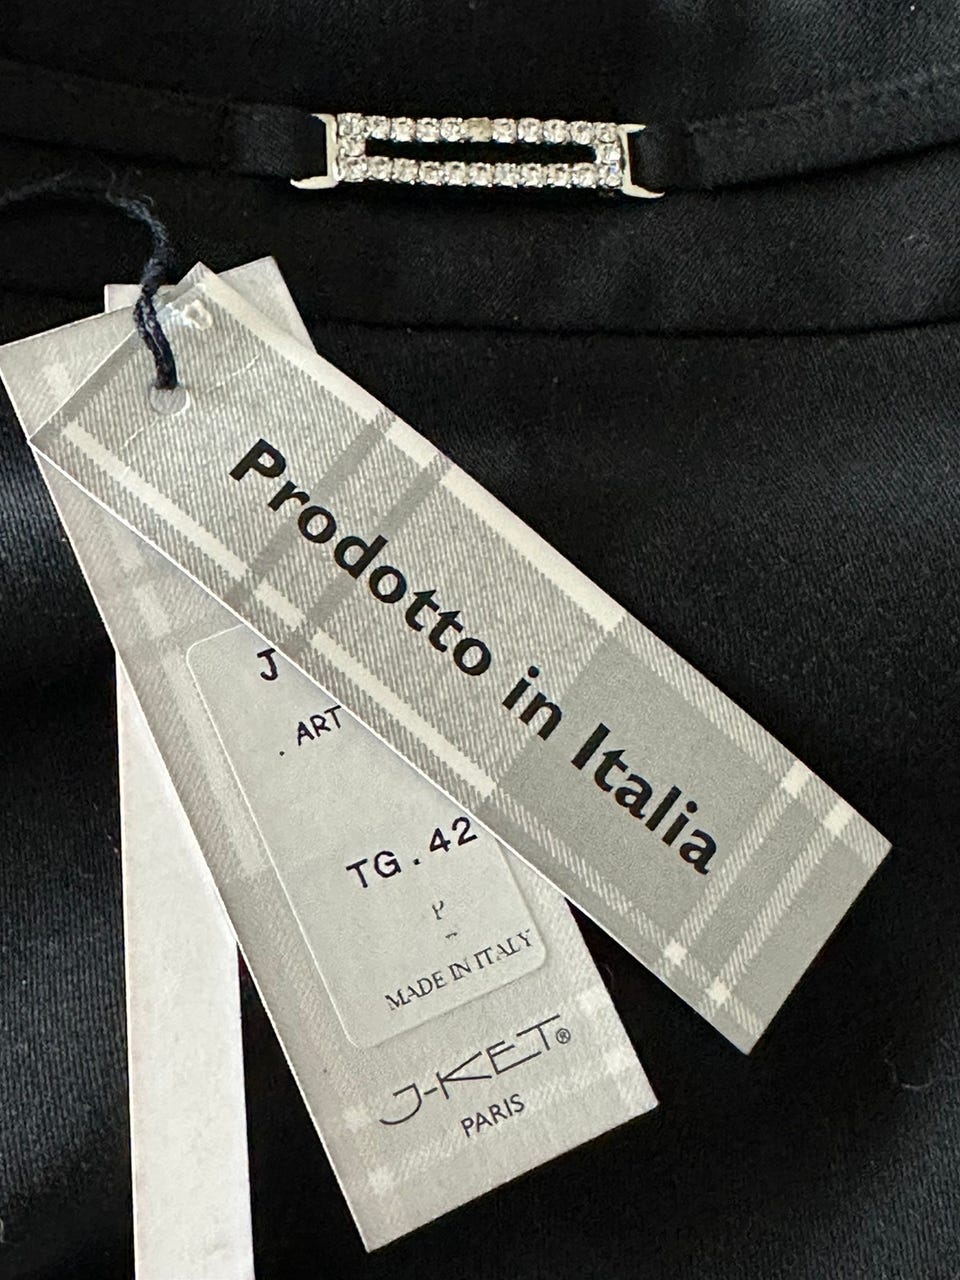 Prodotto in Italia
J
. ART
TG.42
P
MADE IN ITALY
J-KET®
PARIS